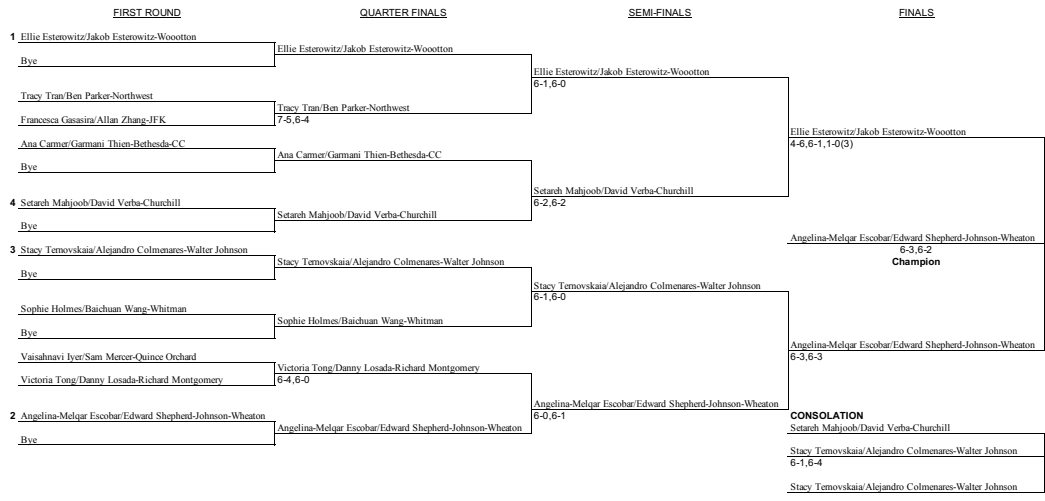 FIRST ROUND QUARTER FINALS SEMI-FINALS FINALS
1 Ellie Esterowitz/Jakob Esterowitz-Woootton
Ellie Esterowitz/Jakob Esterowitz-Woootton
Bye
Ellie Esterowitz/Jakob Esterowitz-Woootton
6-1,6-0
Tracy Tran/Ben Parker-Northwest
Tracy Tran/Ben Parker-Northwest
7-5,6-4
Francesca Gasasira/Allan Zhang-JFK
Ellie Esterowitz/Jakob Esterowitz-Woootton
4-6,6-1,1-0(3)
Ana Carmer/Garmani Thien-Bethesda-CC
Ana Carmer/Garmani Thien-Bethesda-CC
Bye
Setareh Mahjoob/David Verba-Churchill
6-2,6-2
4 Setareh Mahjoob/David Verba-Churchill
Setareh Mahjoob/David Verba-Churchill
Bye
Angelina-Melqar Escobar/Edward Shepherd-Johnson-Wheaton
6-3,6-2
Champion
3 Stacy Ternovskaia/Alejandro Colmenares-Walter Johnson
Stacy Ternovskaia/Alejandro Colmenares-Walter Johnson
Bye
Stacy Ternovskaia/Alejandro Colmenares-Walter Johnson
6-1,6-0
Sophie Holmes/Baichuan Wang-Whitman
Sophie Holmes/Baichuan Wang-Whitman
Bye
Angelina-Melqar Escobar/Edward Shepherd-Johnson-Wheaton
6-3,6-3
Vaisahnavi Iyer/Sam Mercer-Quince Orchard
Victoria Tong/Danny Losada-Richard Montgomery
6-4,6-0
Victoria Tong/Danny Losada-Richard Montgomery
Angelina-Melqar Escobar/Edward Shepherd-Johnson-Wheaton
6-0,6-1
2 Angelina-Melqar Escobar/Edward Shepherd-Johnson-Wheaton
Angelina-Melqar Escobar/Edward Shepherd-Johnson-Wheaton
Bye
CONSOLATION
Setareh Mahjoob/David Verba-Churchill
Stacy Ternovskaia/Alejandro Colmenares-Walter Johnson
6-1,6-4
Stacy Ternovskaia/Alejandro Colmenares-Walter Johnson